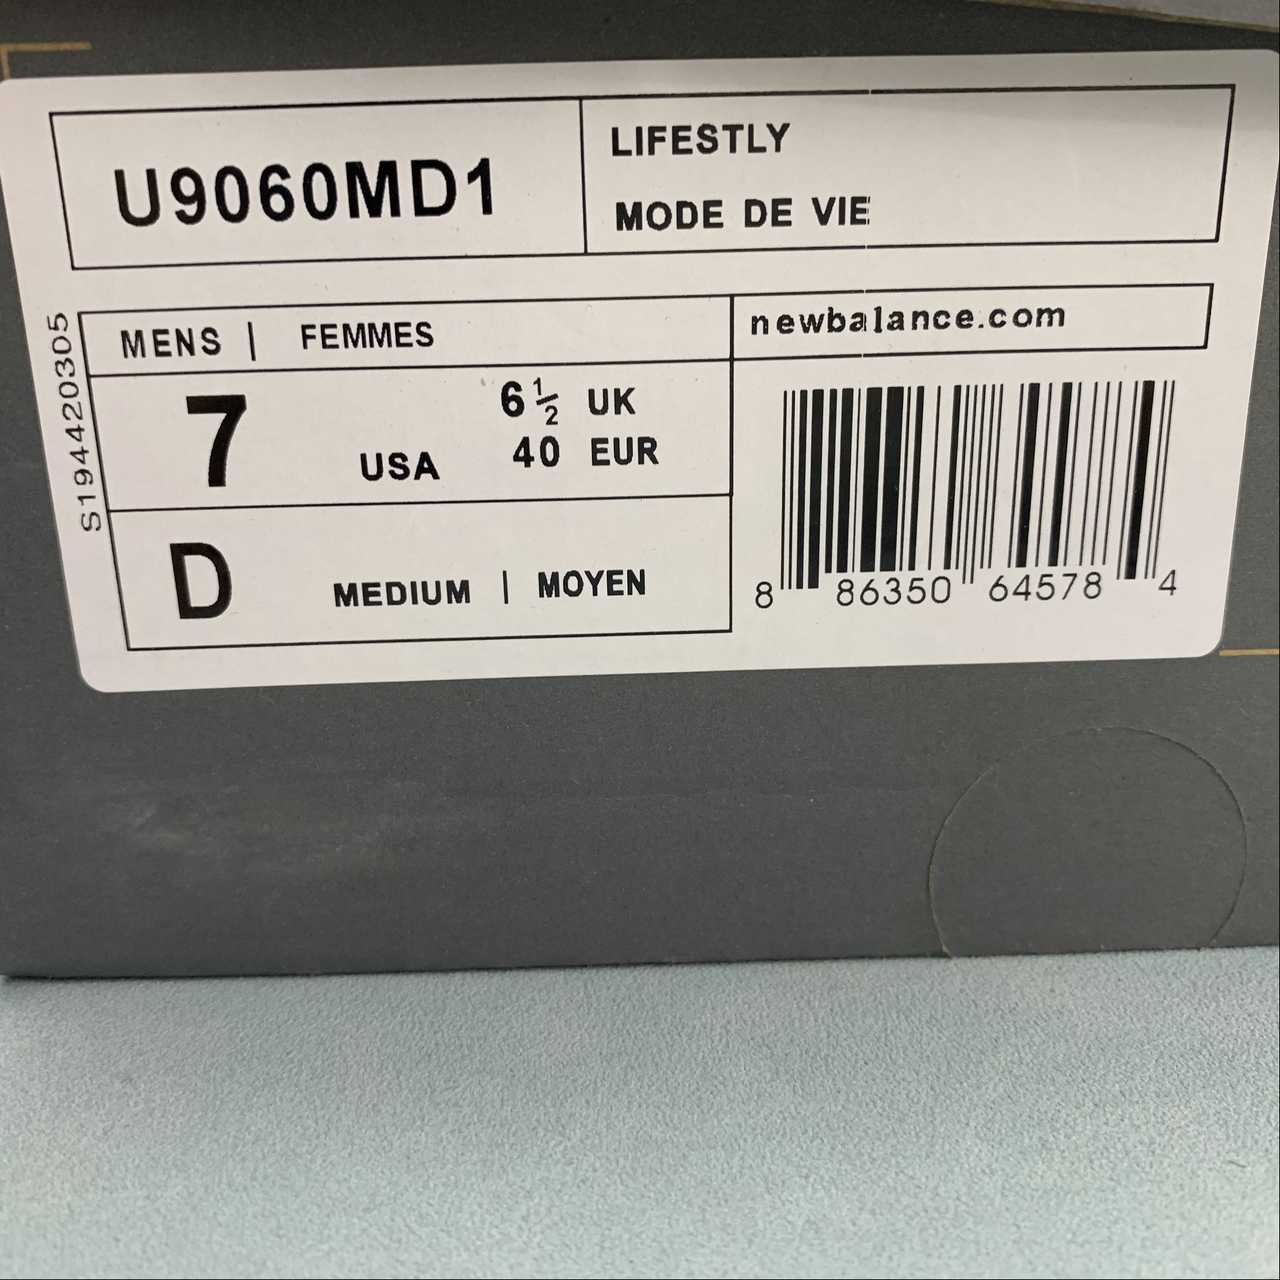 U9060MD1
LIFESTLY
MODE DE VIE
S194420305
MENS | FEMMES
newbalance.com
7 USA
6 1/2 UK
40 EUR
D MEDIUM | MOYEN
8 86350 64578 4